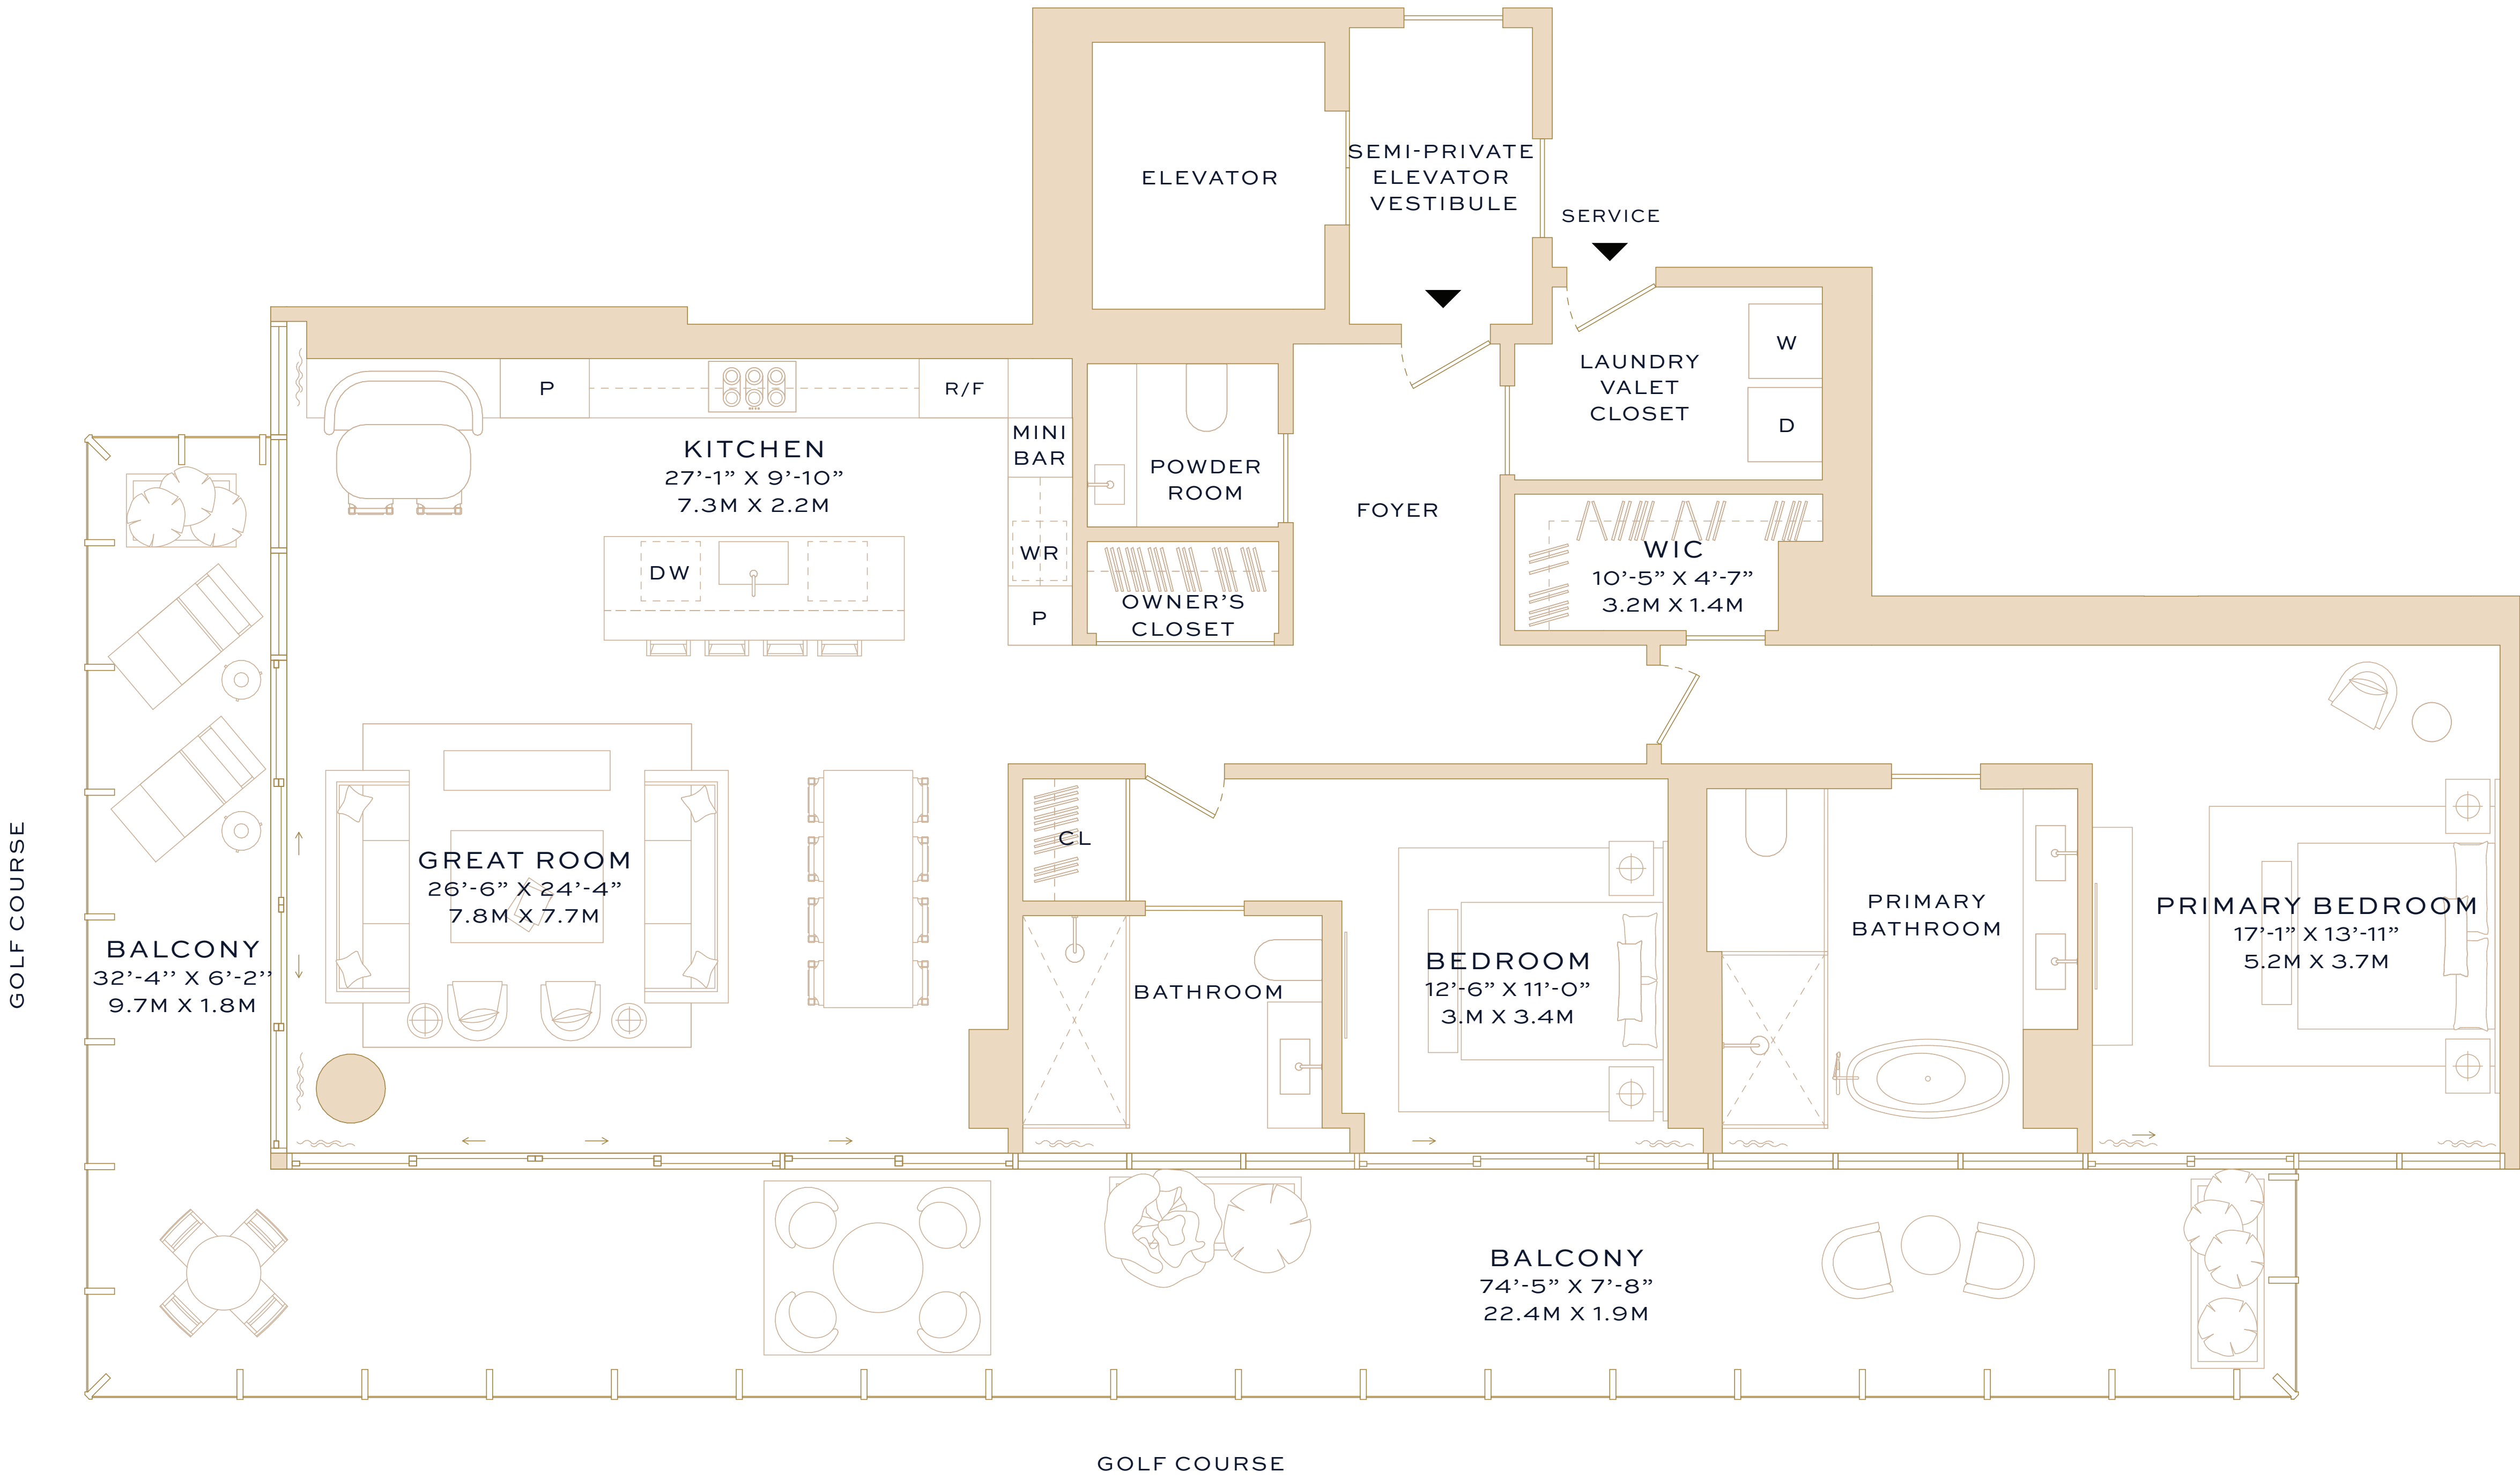 ELEVATOR
SEMI-PRIVATE
ELEVATOR
VESTIBULE
SERVICE
LAUNDRY
VALET
CLOSET
W
D
P
R/F
KITCHEN
27’-1” X 9’-10”
7.3M X 2.2M
MINI
BAR
POWDER
ROOM
FOYER
DW
WR
P
OWNER’S
CLOSET
WIC
10’-5” X 4’-7”
3.2M X 1.4M
GOLF COURSE
BALCONY
32’-4’’ X 6’-2’’
9.7M X 1.8M
GREAT ROOM
26’-6” X 24’-4”
7.8M X 7.7M
CL
BATHROOM
BEDROOM
12’-6” X 11’-0”
3.M X 3.4M
PRIMARY
BATHROOM
PRIMARY BEDROOM
17’-1” X 13’-11”
5.2M X 3.7M
BALCONY
74’-5” X 7’-8”
22.4M X 1.9M
GOLF COURSE